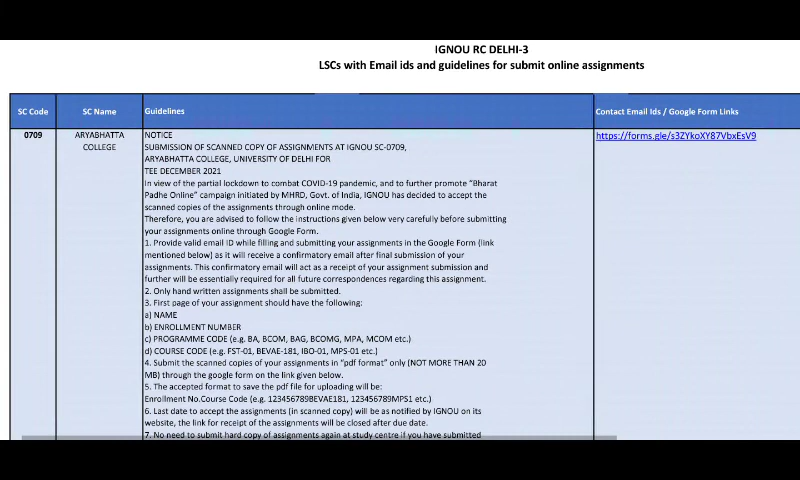 IGNOU RC DELHI-3
LSCs with Email ids and guidelines for submit online assignments
SC Code
SC Name
Guidelines
Contact Email Ids / Google Form Links
0709
ARYABHATTA
COLLEGE
NOTICE
SUBMISSION OF SCANNED COPY OF ASSIGNMENTS AT IGNOU SC-0709,
ARYABHATTA COLLEGE, UNIVERSITY OF DELHI FOR
TEE DECEMBER 2021
In view of the partial lockdown to combat COVID-19 pandemic, and to further promote “Bharat
Padhe Online” campaign initiated by MHRD, Govt. of India, IGNOU has decided to accept the
scanned copies of the assignments through online mode.
Therefore, you are advised to follow the instructions given below very carefully before submitting
your assignments online through Google Form.
1. Provide valid email ID while filling and submitting your assignments in the Google Form (link
mentioned below) as it will receive a confirmatory email after final submission of your
assignments. This confirmatory email will act as a receipt of your assignment submission and
further will be essentially required for all future correspondences regarding this assignment.
2. Only hand written assignments shall be submitted.
3. First page of your assignment should have the following:
a) NAME
b) ENROLLMENT NUMBER
c) PROGRAMME CODE (e.g. BA, BCOM, BAG, BCOMG, MPA, MCOM etc.)
d) COURSE CODE (e.g. FST-01, BEVAE-181, IBO-01, MPS-01 etc.)
4. Submit the scanned copies of your assignments in “pdf format” only (NOT MORE THAN 20
MB) through the google form on the link given below.
5. The accepted format to save the pdf file for uploading will be:
Enrollment No.Course Code (e.g. 123456789BEVAE181, 123456789MPS1 etc.)
6. Last date to accept the assignments (in scanned copy) will be as notified by IGNOU on its
website, the link for receipt of the assignments will be closed after due date.
7. No need to submit hard copy of assignments again at study centre if you have submitted
https://forms.gle/s3ZYkoXY87VbxEsV9